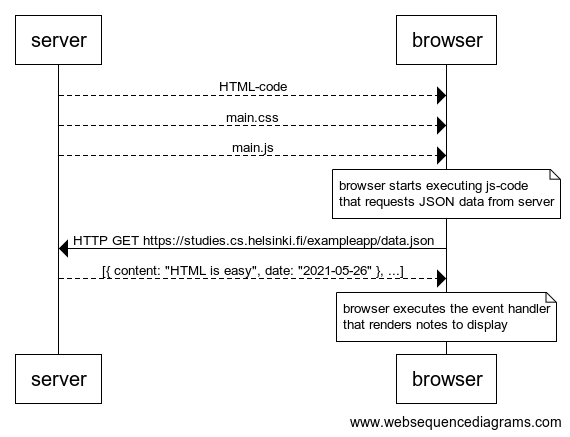 server
browser
HTML-code
main.css
main.js
browser starts executing js-code
that requests JSON data from server
HTTP GET https://studies.cs.helsinki.fi/exampleapp/data.json
[{ content: "HTML is easy", date: "2021-05-26" }, ...]
browser executes the event handler
that renders notes to display
server
browser
www.websequencediagrams.com